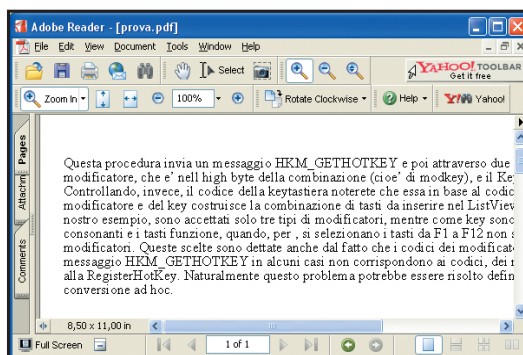 Adobe Reader - [prova.pdf]
File Edit View Document Tools Window Help
Select
YAHOO! TOOLBAR
Get it free
Zoom In
100%
Rotate Clockwise
Help
Y! Yahoo!
Pages
Attachm
Comments
Questa procedura invia un messaggio HKM_GETHOTKEY e poi attraverso due
modificatore, che e' nell high byte della combinazione (cioe' di modkey), e il Ke
Controllando, invece, il codice della keytastiera noterete che essa in base al codic
modificatore e del key costruisce la combinazione di tasti da inserire nel ListView
nostro esempio, sono accettati solo tre tipi di modificatori, mentre come key sono
consonanti e i tasti funzione, quando, per , si selezionano i tasti da F1 a F12 non s
modificatori. Queste scelte sono dettate anche dal fatto che i codici dei modificat
messaggio HKM_GETHOTKEY in alcuni casi non corrispondono ai codici, dei r
alla RegisterHotKey. Naturalmente questo problema potrebbe essere risolto defin
conversione ad hoc.
8,50 x 11,00 in
Full Screen
1 of 1